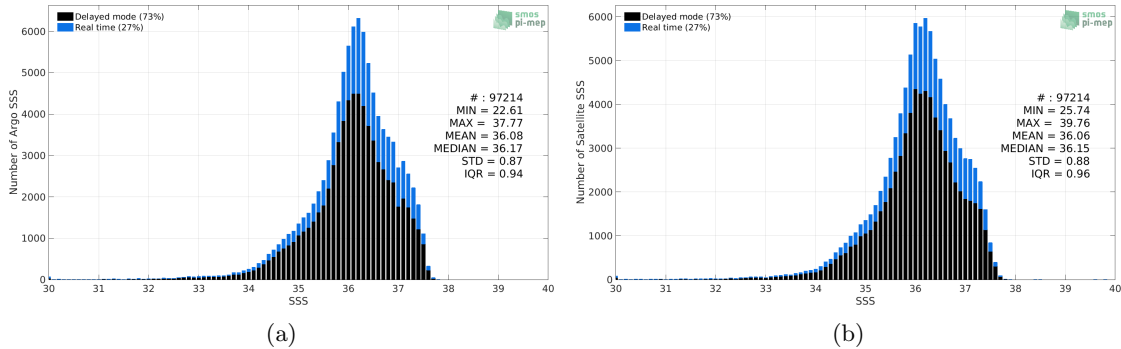 Delayed mode (73%)
Real time (27%)
smos
pi-mep
Number of Argo SSS
6000
5000
4000
3000
2000
1000
0
# : 97214
MIN = 22.61
MAX = 37.77
MEAN = 36.08
MEDIAN = 36.17
STD = 0.87
IQR = 0.94
30 31 32 33 34 35 36 37 38 39 40
SSS
(a)
Delayed mode (73%)
Real time (27%)
smos
pi-mep
Number of Satellite SSS
6000
5000
4000
3000
2000
1000
0
# : 97214
MIN = 25.74
MAX = 39.76
MEAN = 36.06
MEDIAN = 36.15
STD = 0.88
IQR = 0.96
30 31 32 33 34 35 36 37 38 39 40
SSS
(b)